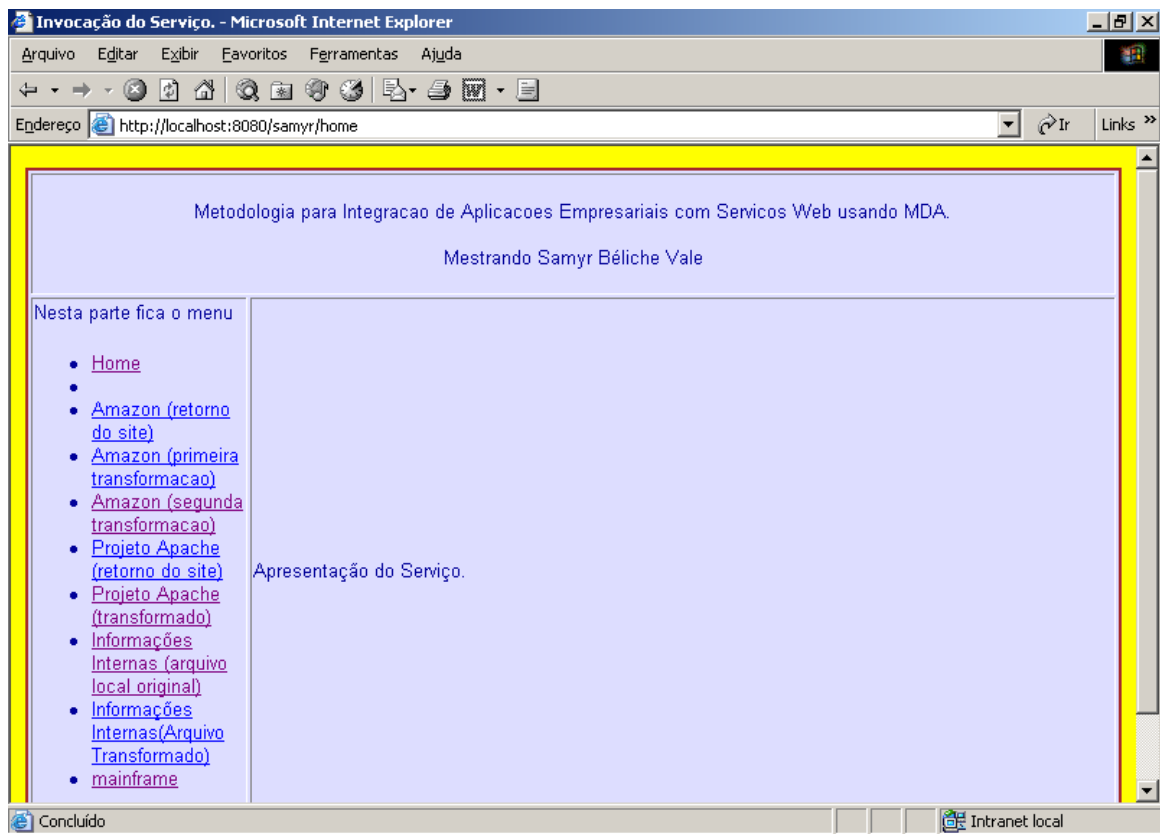 Invocação do Serviço. - Microsoft Internet Explorer
Arquivo Editar Exibir Favoritos Ferramentas Ajuda
Endereço http://localhost:8080/samyr/home Ir Links »
Metodologia para Integracao de Aplicacoes Empresariais com Servicos Web usando MDA.
Mestrando Samyr Béliche Vale
Nesta parte fica o menu
Home
Amazon (retorno
do site)
Amazon (primeira
transformacao)
Amazon (segunda
transformacao)
Projeto Apache
(retorno do site)
Projeto Apache
(transformado)
Informações
Internas (arquivo
local original)
Informações
Internas(Arquivo
Transformado)
mainframe
Apresentação do Serviço.
Concluído Intranet local